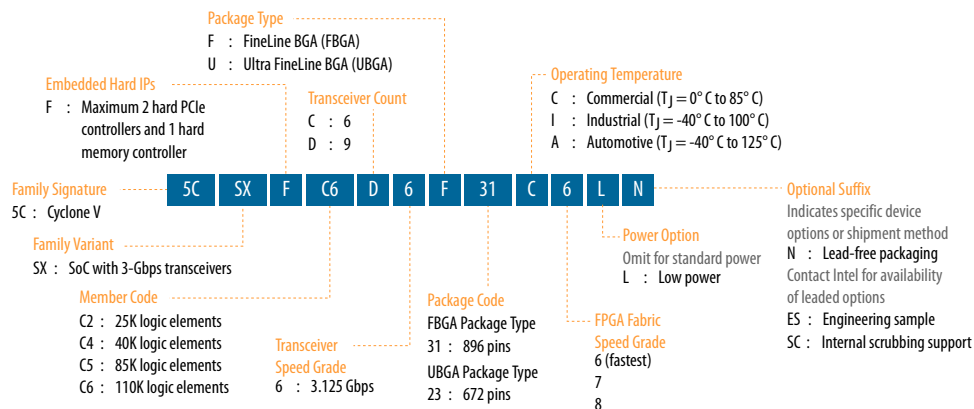 Package Type
F : FineLine BGA (FBGA)
U : Ultra FineLine BGA (UBGA)
Embedded Hard IPs
F : Maximum 2 hard PCIe
controllers and 1 hard
memory controller
Transceiver Count
C : 6
D : 9
Operating Temperature
C : Commercial (TJ = 0° C to 85° C)
I : Industrial (TJ = -40° C to 100° C)
A : Automotive (TJ = -40° C to 125° C)
Family Signature
5C : Cyclone V
5C SX F C6 D 6 F 31 C 6 L N
Family Variant
SX : SoC with 3-Gbps transceivers
Member Code
C2 : 25K logic elements
C4 : 40K logic elements
C5 : 85K logic elements
C6 : 110K logic elements
Transceiver
Speed Grade
6 : 3.125 Gbps
Package Code
FBGA Package Type
31 : 896 pins
UBGA Package Type
23 : 672 pins
FPGA Fabric
Speed Grade
6 (fastest)
7
8
Power Option
Omit for standard power
L : Low power
Optional Suffix
Indicates specific device
options or shipment method
N : Lead-free packaging
Contact Intel for availability
of leaded options
ES : Engineering sample
SC : Internal scrubbing support